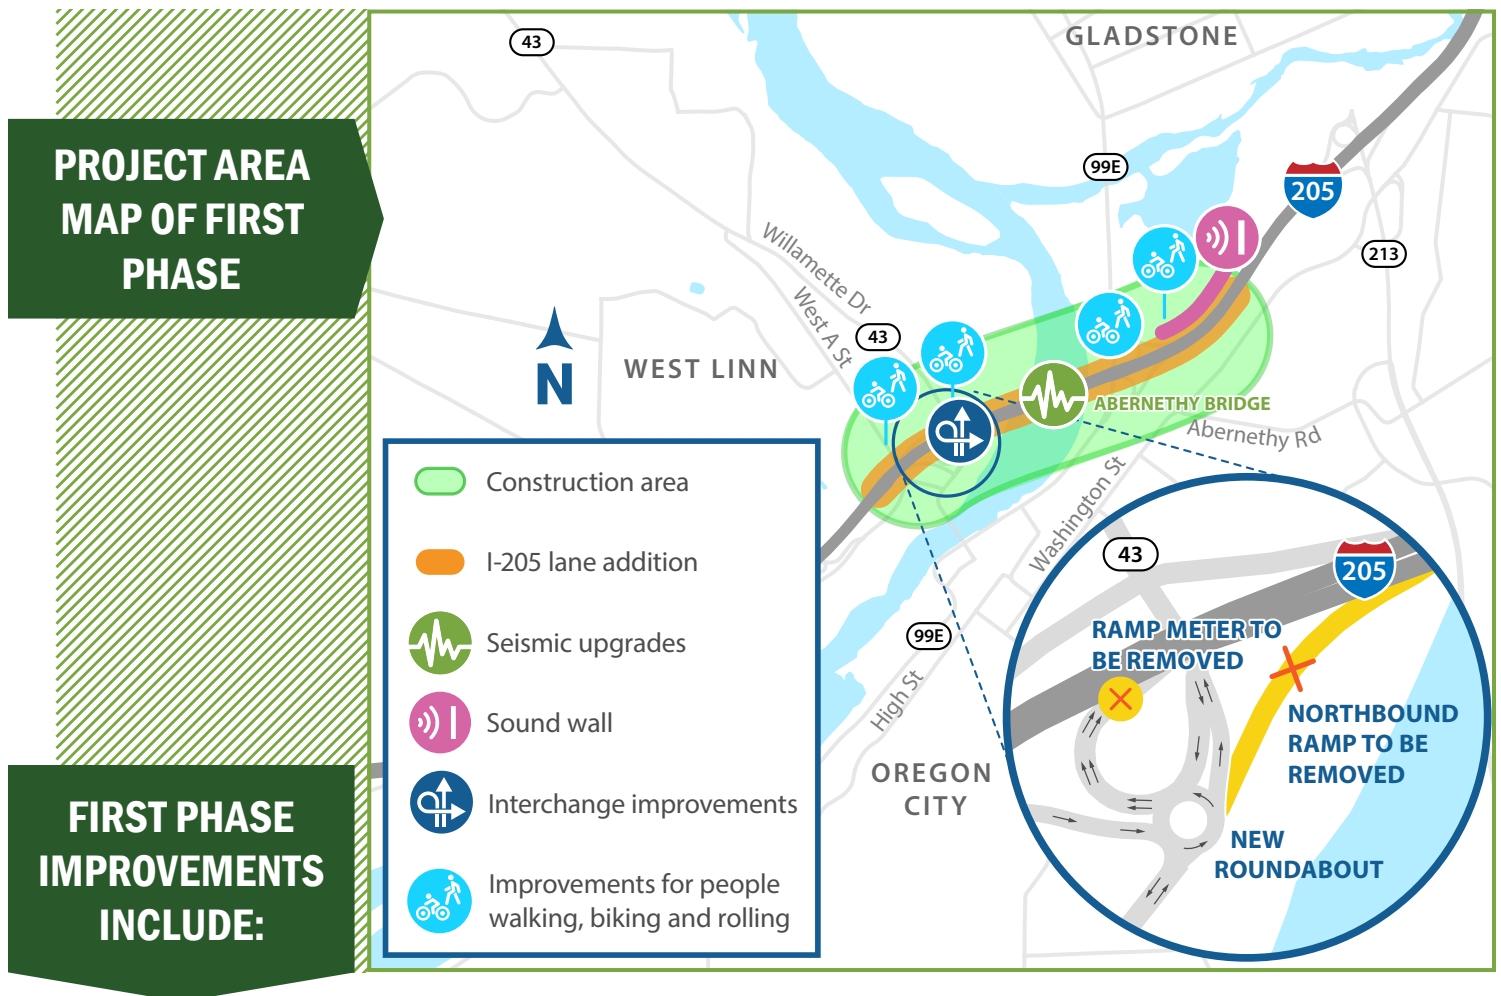 PROJECT AREA
MAP OF FIRST
PHASE
FIRST PHASE
IMPROVEMENTS
INCLUDE:
43
GLADSTONE
99E
205
213
Willamette Dr
West A St
43
WEST LINN
N
ABERNETHY BRIDGE
Abernethy Rd
Washington St
99E
High St
OREGON
CITY
Construction area
I-205 lane addition
Seismic upgrades
Sound wall
Interchange improvements
Improvements for people
walking, biking and rolling
43
205
RAMP METER TO
BE REMOVED
NORTHBOUND
RAMP TO BE
REMOVED
NEW
ROUNDABOUT